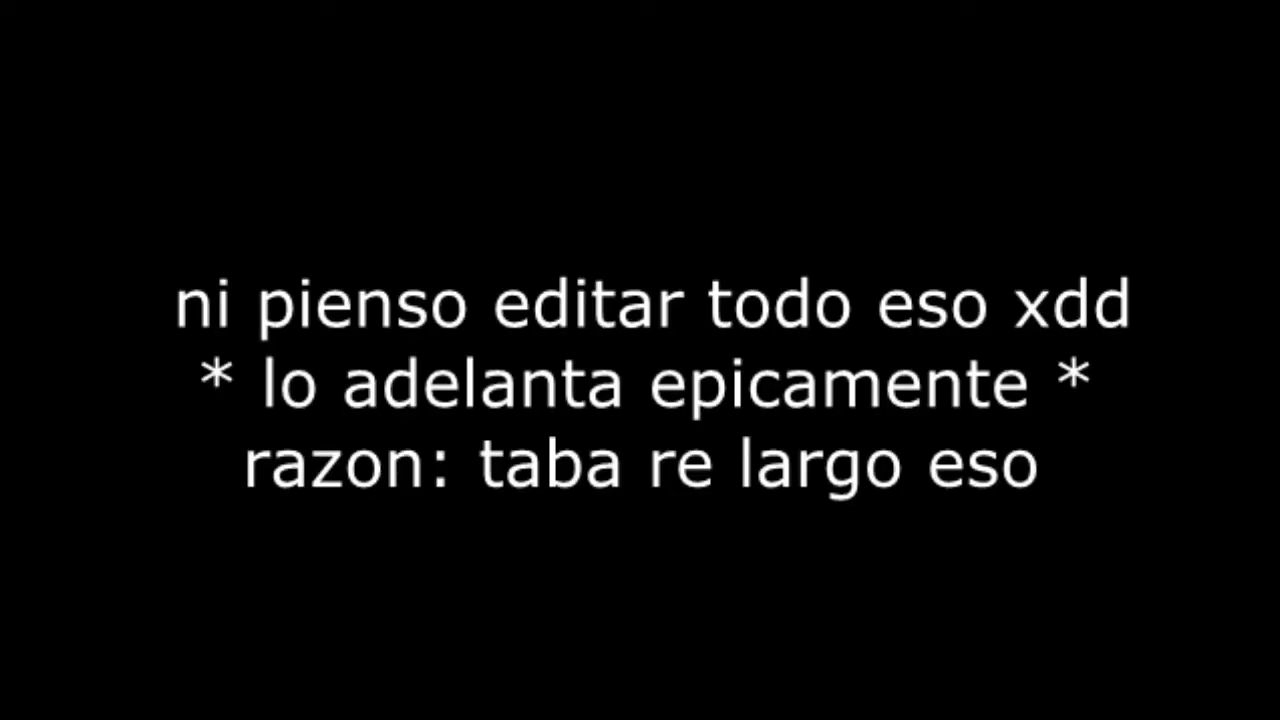 ni pienso editar todo eso xdd
* lo adelanta epicamente *
razon: taba re largo eso